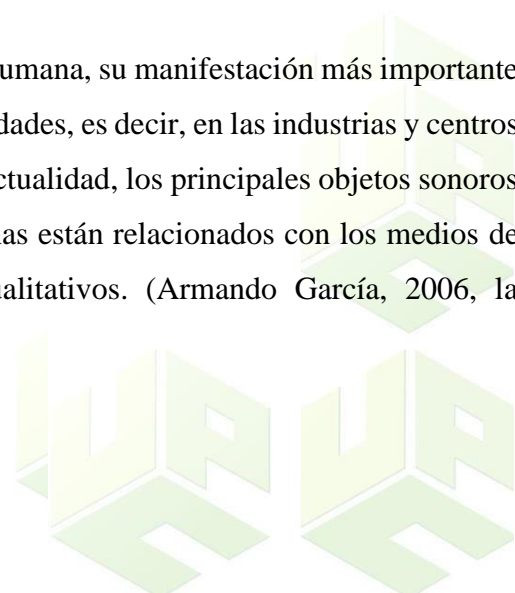 umana, su manifestación más importante
dades, es decir, en las industrias y centros
ctualidad, los principales objetos sonoros
as están relacionados con los medios de
ualitativos. (Armando García, 2006, la